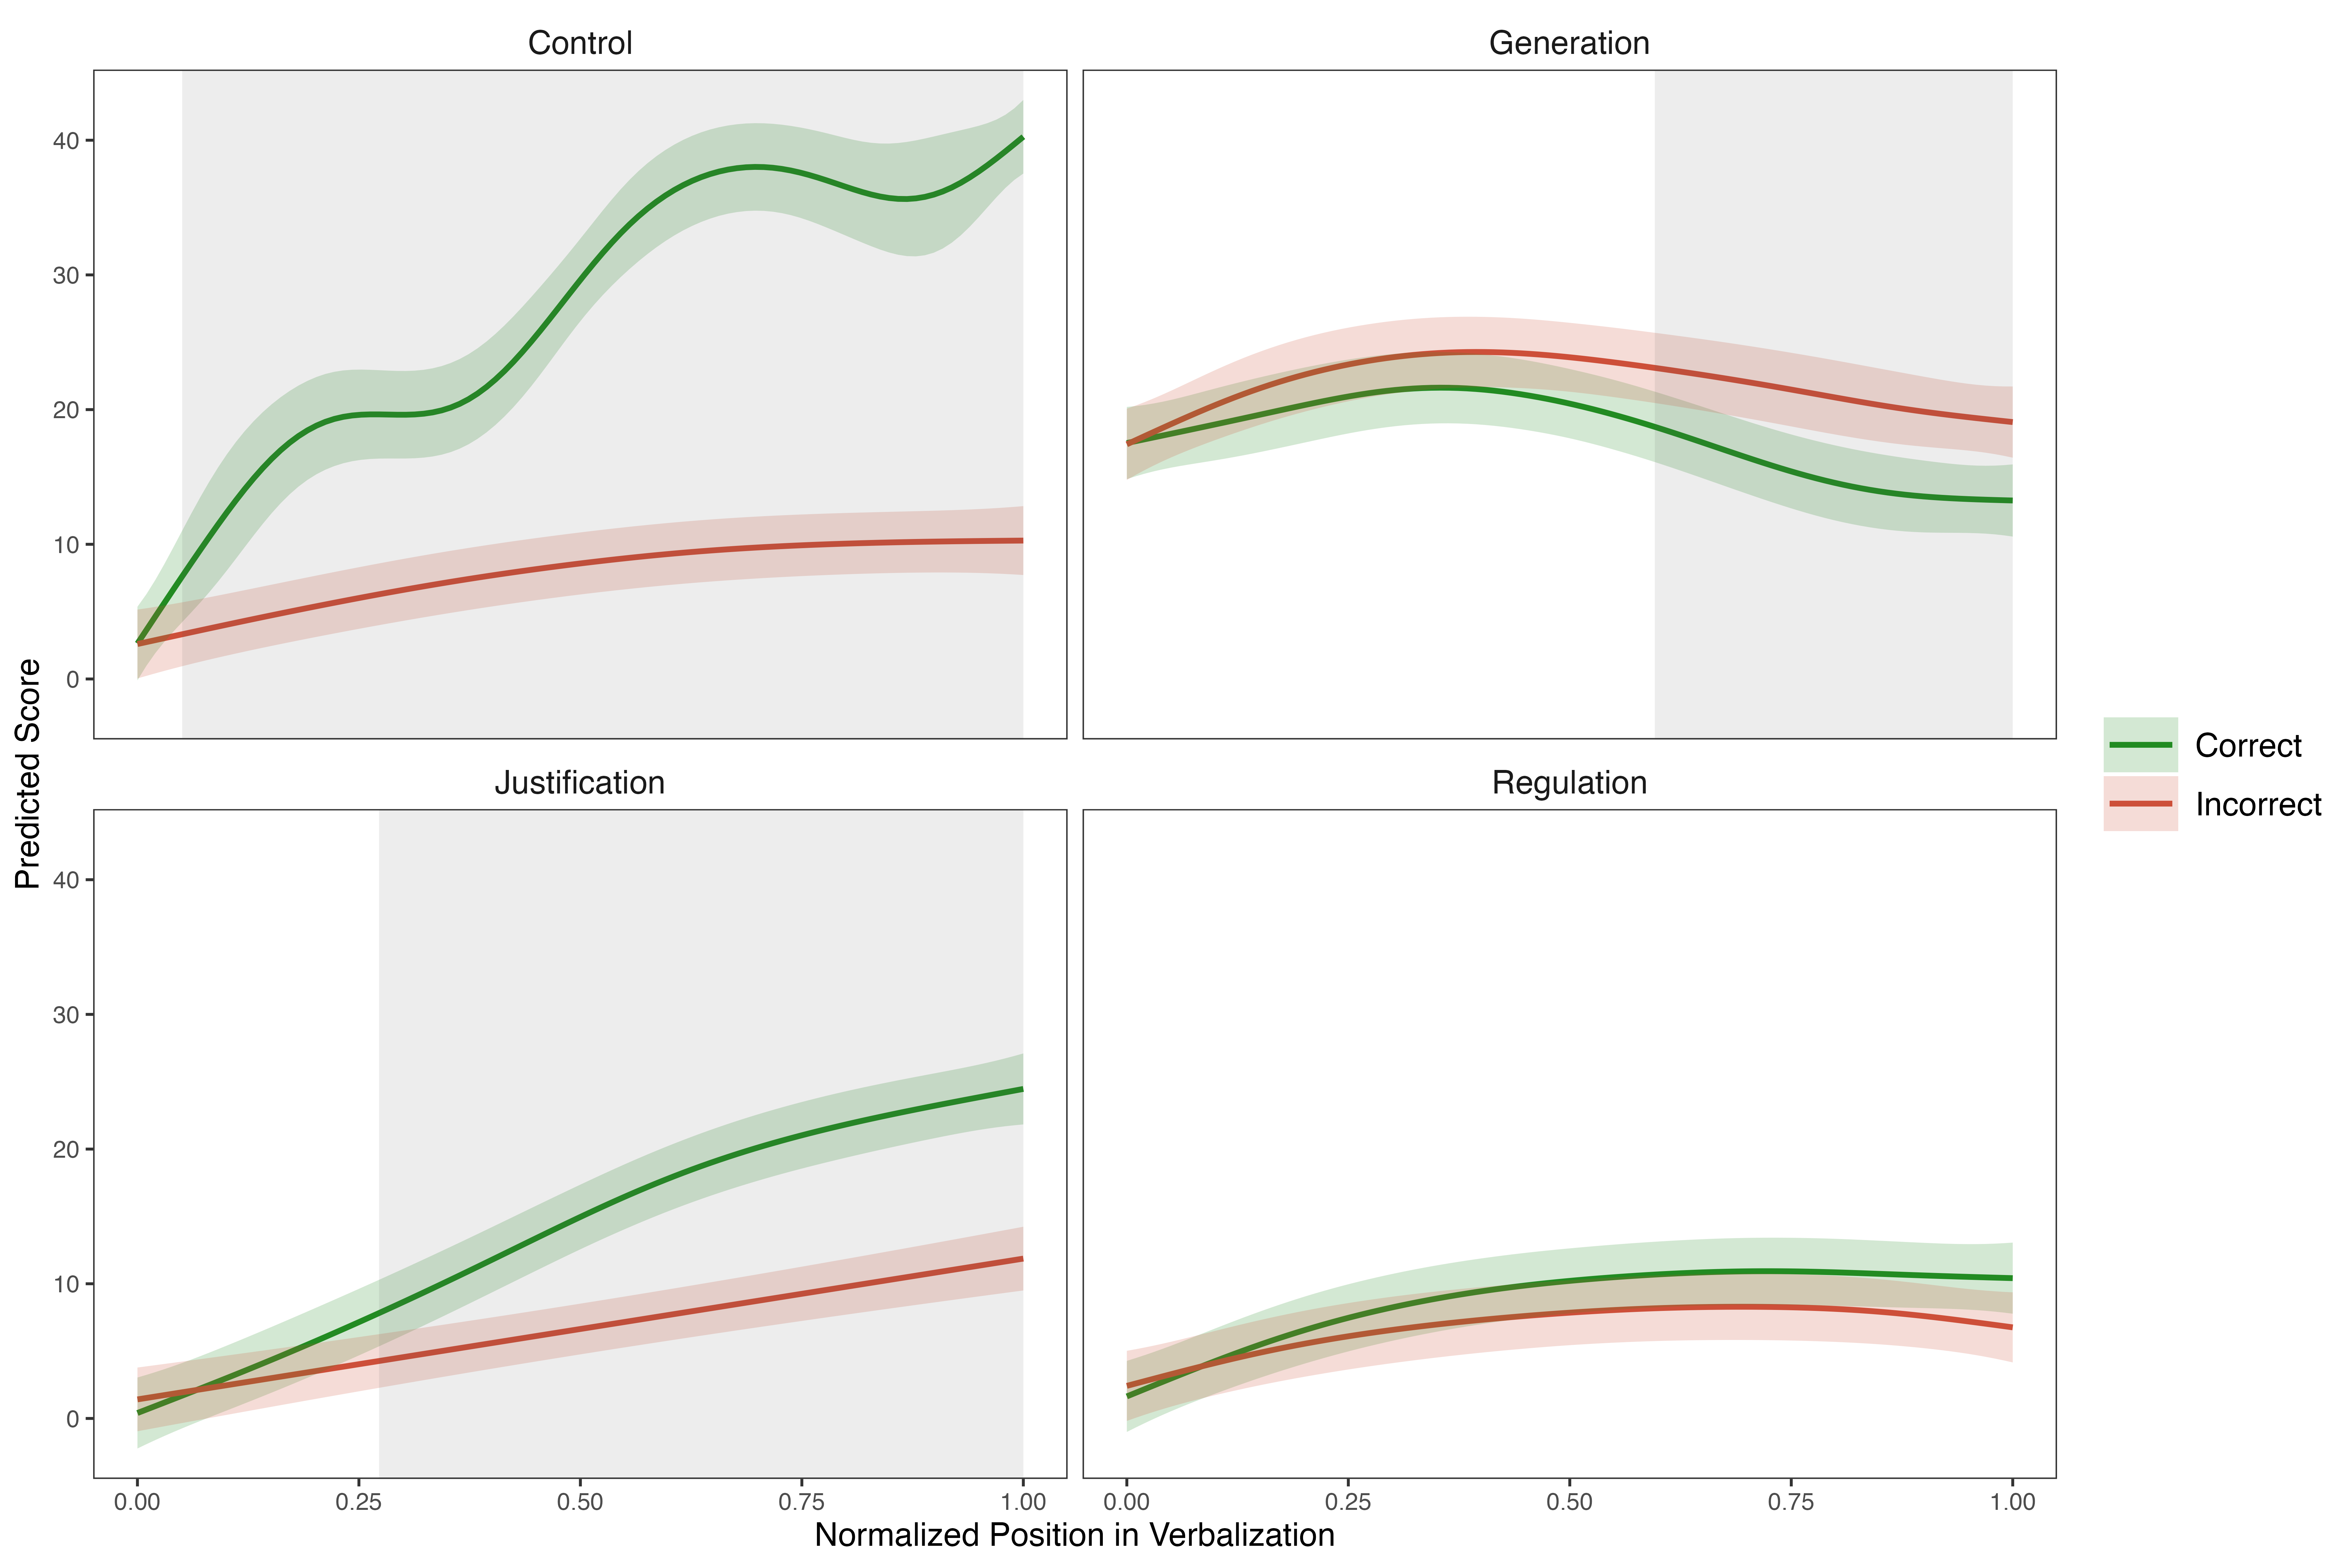 Control
Generation
40
30
20
10
0
Justification
Regulation
40
30
20
10
0
0.00 0.25 0.50 0.75 1.00 0.00 0.25 0.50 0.75 1.00
Normalized Position in Verbalization
Predicted Score
Correct
Incorrect